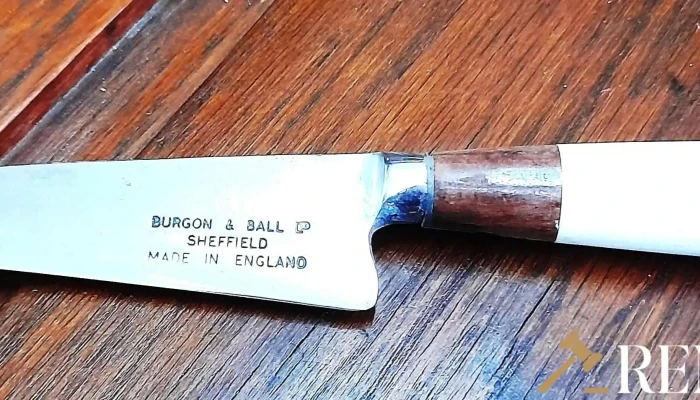 BURGON & BALL LD
SHEFFIELD
MADE IN ENGLAND